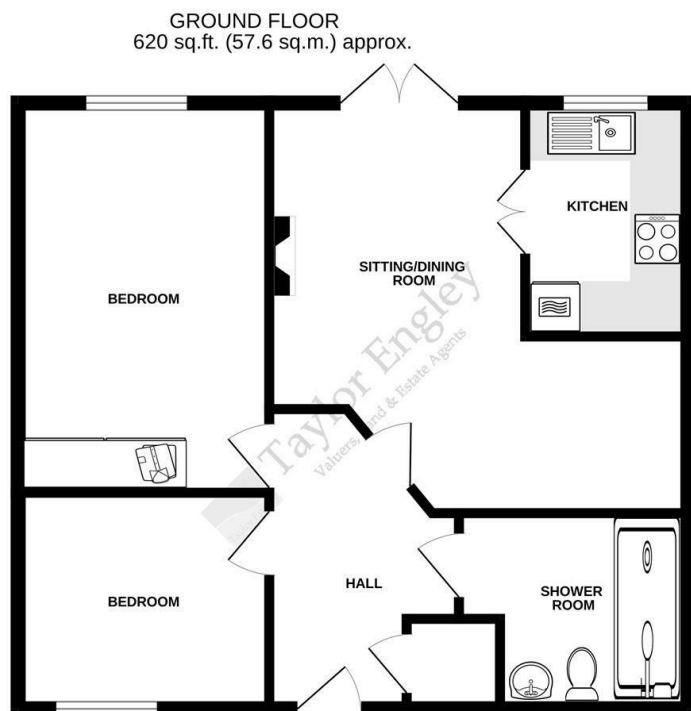 GROUND FLOOR
620 sq.ft. (57.6 sq.m.) approx.
KITCHEN
SITTING/DINING
ROOM
BEDROOM
Taylor Engley
Valuers, Land & Estate Agents
BEDROOM
HALL
SHOWER
ROOM